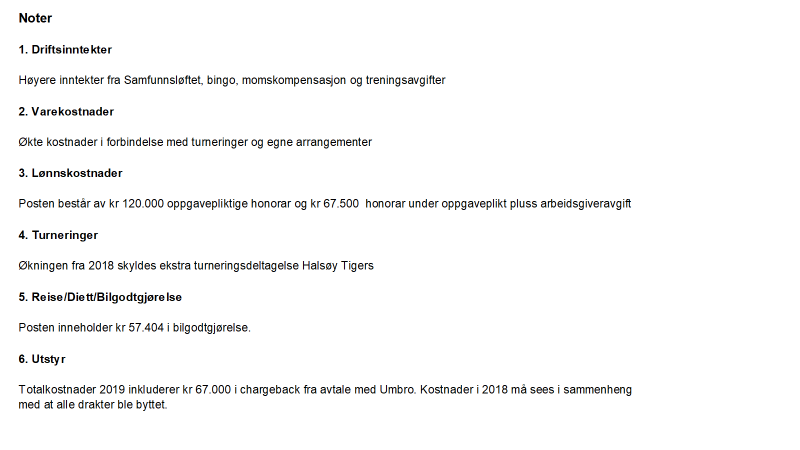 Noter
1. Driftsinntekter
Høyere inntekter fra Samfunnsløftet, bingo, momskompensasjon og treningsavgifter
2. Varekostnader
Økte kostnader i forbindelse med turneringer og egne arrangementer
3. Lønnskostnader
Posten består av kr 120.000 oppgavepliktige honorar og kr 67.500  honorar under oppgaveplikt pluss arbeidsgiveravgift
4. Turneringer
Økningen fra 2018 skyldes ekstra turneringsdeltagelse Halsøy Tigers
5. Reise/Diett/Bilgodtgjørelse
Posten inneholder kr 57.404 i bilgodtgjørelse.
6. Utstyr
Totalkostnader 2019 inkluderer kr 67.000 i chargeback fra avtale med Umbro. Kostnader i 2018 må sees i sammenheng
med at alle drakter ble byttet.